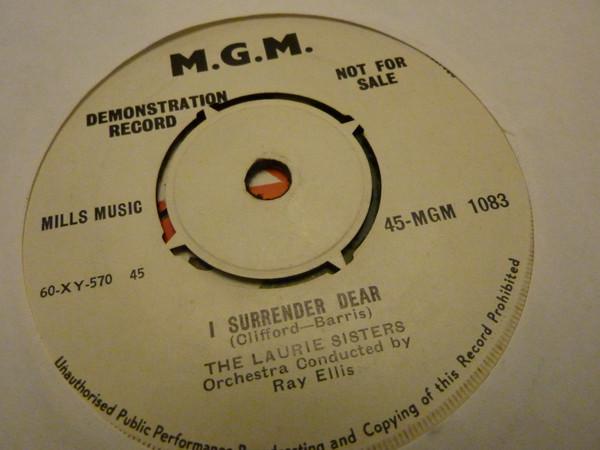 M.G.M.
DEMONSTRATION
RECORD
NOT FOR
SALE
MILLS MUSIC
45-MGM 1083
60-XY-570 45
I SURRENDER DEAR
(Clifford—Barris)
THE LAURIE SISTERS
Orchestra Conducted by
Ray Ellis
Unauthorised Public Performance and Copying of this Record Prohibited